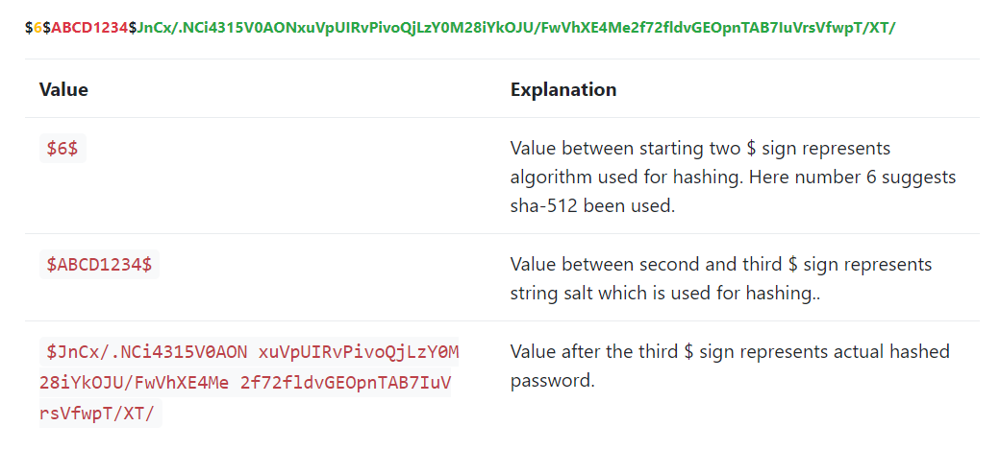 $6$ABCD1234$JnCx/.NCi4315V0AONxuVpUIRvPivoQjLzY0M28iYkOJU/FwVhXE4Me2f72fldvGEOpnTAB7IuVrsVfwpT/XT/
Value Explanation
$6$
Value between starting two $ sign represents
algorithm used for hashing. Here number 6 suggests
sha-512 been used.
$ABCD1234$
Value between second and third $ sign represents
string salt which is used for hashing..
$JnCx/.NCi4315V0AON xuVpUIRvPivoQjLzY0M
28iYkOJU/FwVhXE4Me 2f72fldvGEOpnTAB7IuV
rsVfwpT/XT/
Value after the third $ sign represents actual hashed
password.